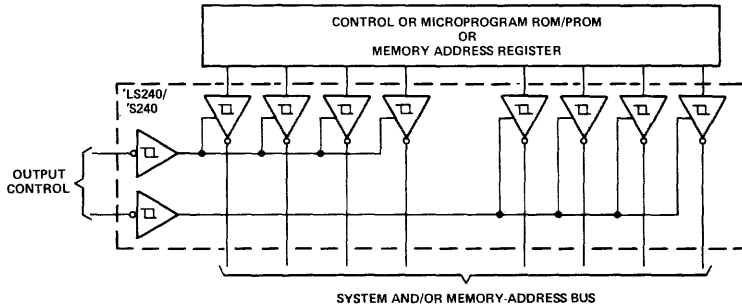 CONTROL OR MICROPROGRAM ROM/PROM
OR
MEMORY ADDRESS REGISTER
'LS240/
'S240
OUTPUT
CONTROL
SYSTEM AND/OR MEMORY-ADDRESS BUS